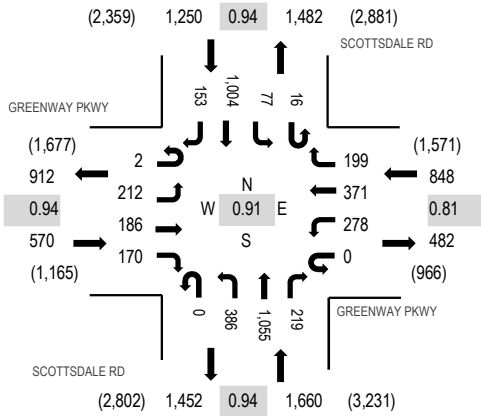 (2,359) 1,250 0.94 1,482 (2,881)
SCOTTSDALE RD
153 1,004 77 16
GREENWAY PKWY
(1,677)
912
0.94
570
(1,165)
2
212
186
170
N
W 0.91 E
S
199
371
278
0
(1,571)
848
0.81
482
(966)
0 386 1,055 219
GREENWAY PKWY
SCOTTSDALE RD
(2,802) 1,452 0.94 1,660 (3,231)